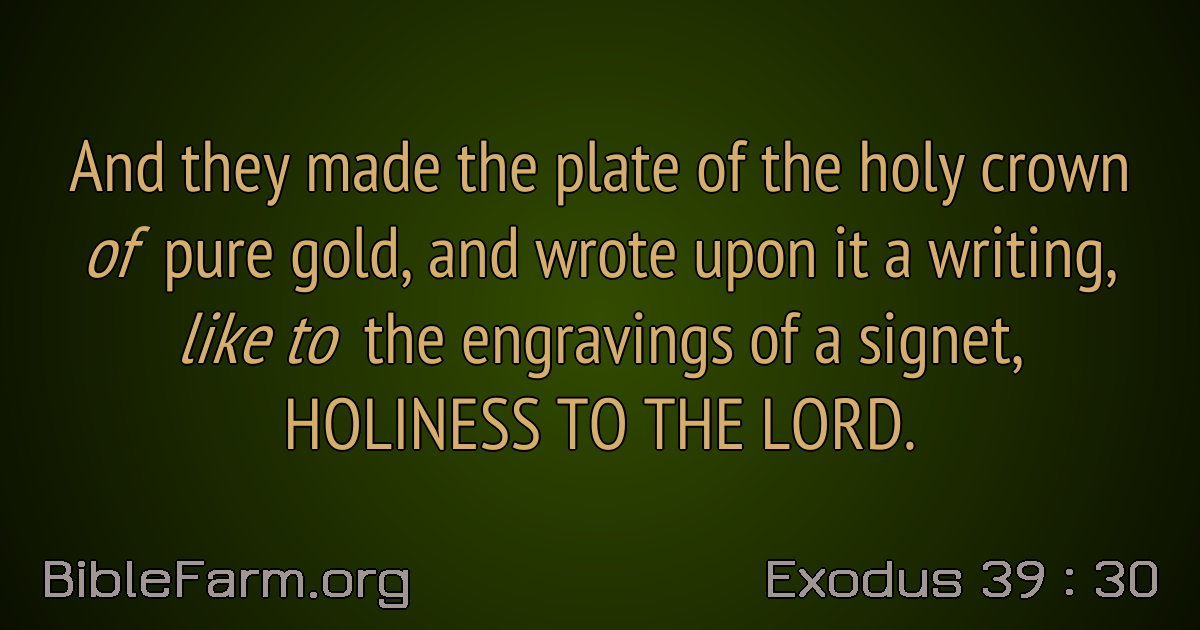 And they made the plate of the holy crown
of pure gold, and wrote upon it a writing,
like to the engravings of a signet,
HOLINESS TO THE LORD.
BibleFarm.org
Exodus 39 : 30